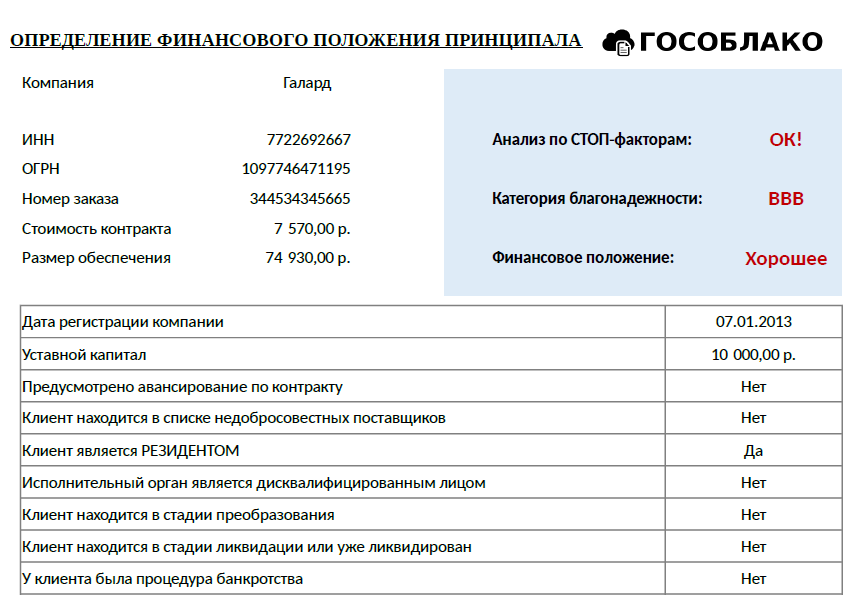 ОПРЕДЕЛЕНИЕ ФИНАНСОВОГО ПОЛОЖЕНИЯ ПРИНЦИПАЛА
ГОСОБЛАКО
Компания Галард
ИНН 7722692667
ОГРН 1097746471195
Номер заказа 344534345665
Стоимость контракта 7 570,00 р.
Размер обеспечения 74 930,00 р.
Анализ по СТОП-факторам: ОК!
Категория благонадежности: BBB
Финансовое положение: Хорошее
Дата регистрации компании 07.01.2013
Уставной капитал 10 000,00 р.
Предусмотрено авансирование по контракту Нет
Клиент находится в списке недобросовестных поставщиков Нет
Клиент является РЕЗИДЕНТОМ Да
Исполнительный орган является дисквалифицированным лицом Нет
Клиент находится в стадии преобразования Нет
Клиент находится в стадии ликвидации или уже ликвидирован Нет
У клиента была процедура банкротства Нет